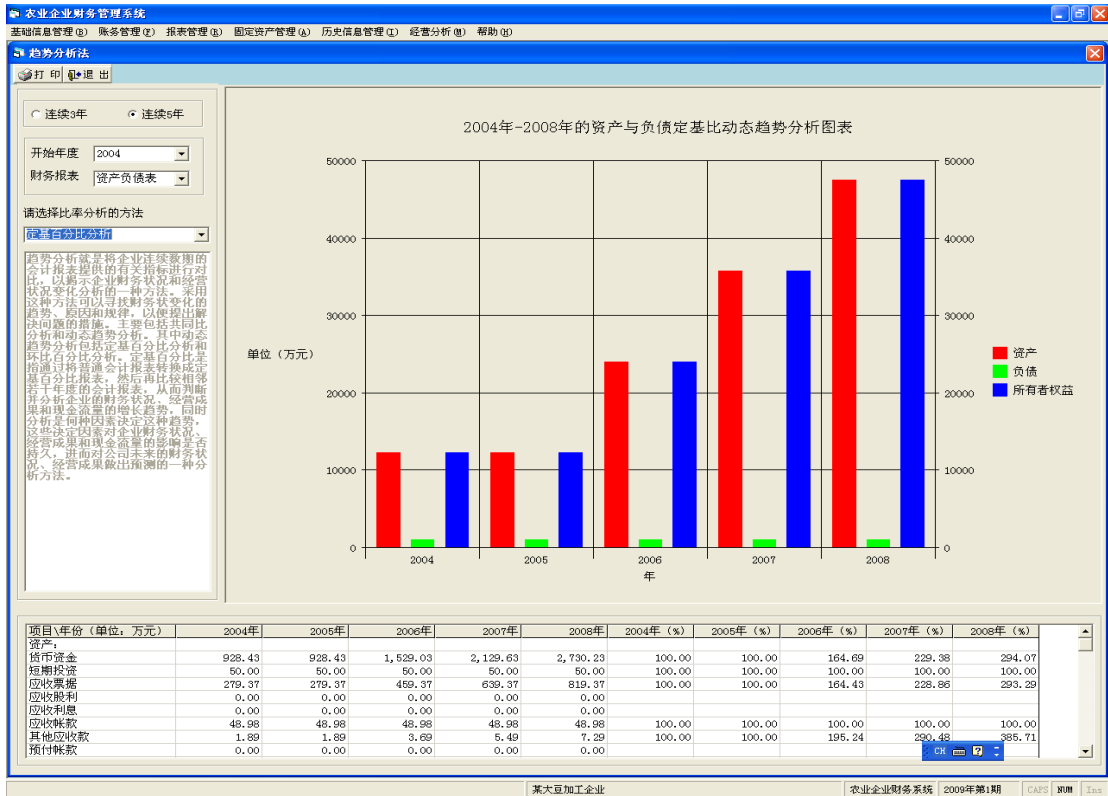 农业企业财务管理系统
基础信息管理(B) 账务管理(F) 报表管理(R) 固定资产管理(A) 历史信息管理(I) 经营分析(M) 帮助(H)
趋势分析法
打 印 退 出
连续3年 连续5年
开始年度 2004
财务报表 资产负债表
请选择比率分析的方法
定基百分比分析
趋势分析就是将企业连续数期的
会计报表提供的有关指标进行对
比，以揭示企业财务状况和经营
状况变化分析的一种方法。采用
这种方法可以寻找财务状变化的
趋势、原因和规律，以便提出解
决问题的措施。主要包括共同比
分析和动态趋势分析。其中动态
趋势分析包括定基百分比分析和
环比百分比分析。定基百分比是
指通过将普通会计报表转换成定
基百分比报表，然后再比较相邻
若干年度的会计报表，从而判断
并分析企业的财务状况、经营成
果和现金流量的增长趋势，同时
分析是何种因素决定这种趋势，
这些决定因素对企业财务状况、
经营成果和现金流量的影响是否
持久，进而对公司未来的财务状
况、经营成果做出预测的一种分
析方法。
2004年-2008年的资产与负债定基比动态趋势分析图表
50000 50000
40000 40000
30000 30000
单位（万元）
20000 20000
10000 10000
0 0
2004 2005 2006 2007 2008
年
资产
负债
所有者权益
项目\年份（单位：万元） 2004年 2005年 2006年 2007年 2008年 2004年（%） 2005年（%） 2006年（%） 2007年（%） 2008年（%）
资产：
货币资金 928.43 928.43 1,529.03 2,129.63 2,730.23 100.00 100.00 164.69 229.38 294.07
短期投资 50.00 50.00 50.00 50.00 50.00 100.00 100.00 100.00 100.00 100.00
应收票据 279.37 279.37 459.37 639.37 819.37 100.00 100.00 164.43 228.86 293.29
应收股利 0.00 0.00 0.00 0.00 0.00
应收利息 0.00 0.00 0.00 0.00 0.00
应收帐款 48.98 48.98 48.98 48.98 48.98 100.00 100.00 100.00 100.00 100.00
其他应收款 1.89 1.89 3.69 5.49 7.29 100.00 100.00 195.24 290.48 385.71
预付帐款 0.00 0.00 0.00 0.00 0.00
CH
某大豆加工企业 农业企业财务系统 2009年第1期 CAPS NUM Ins